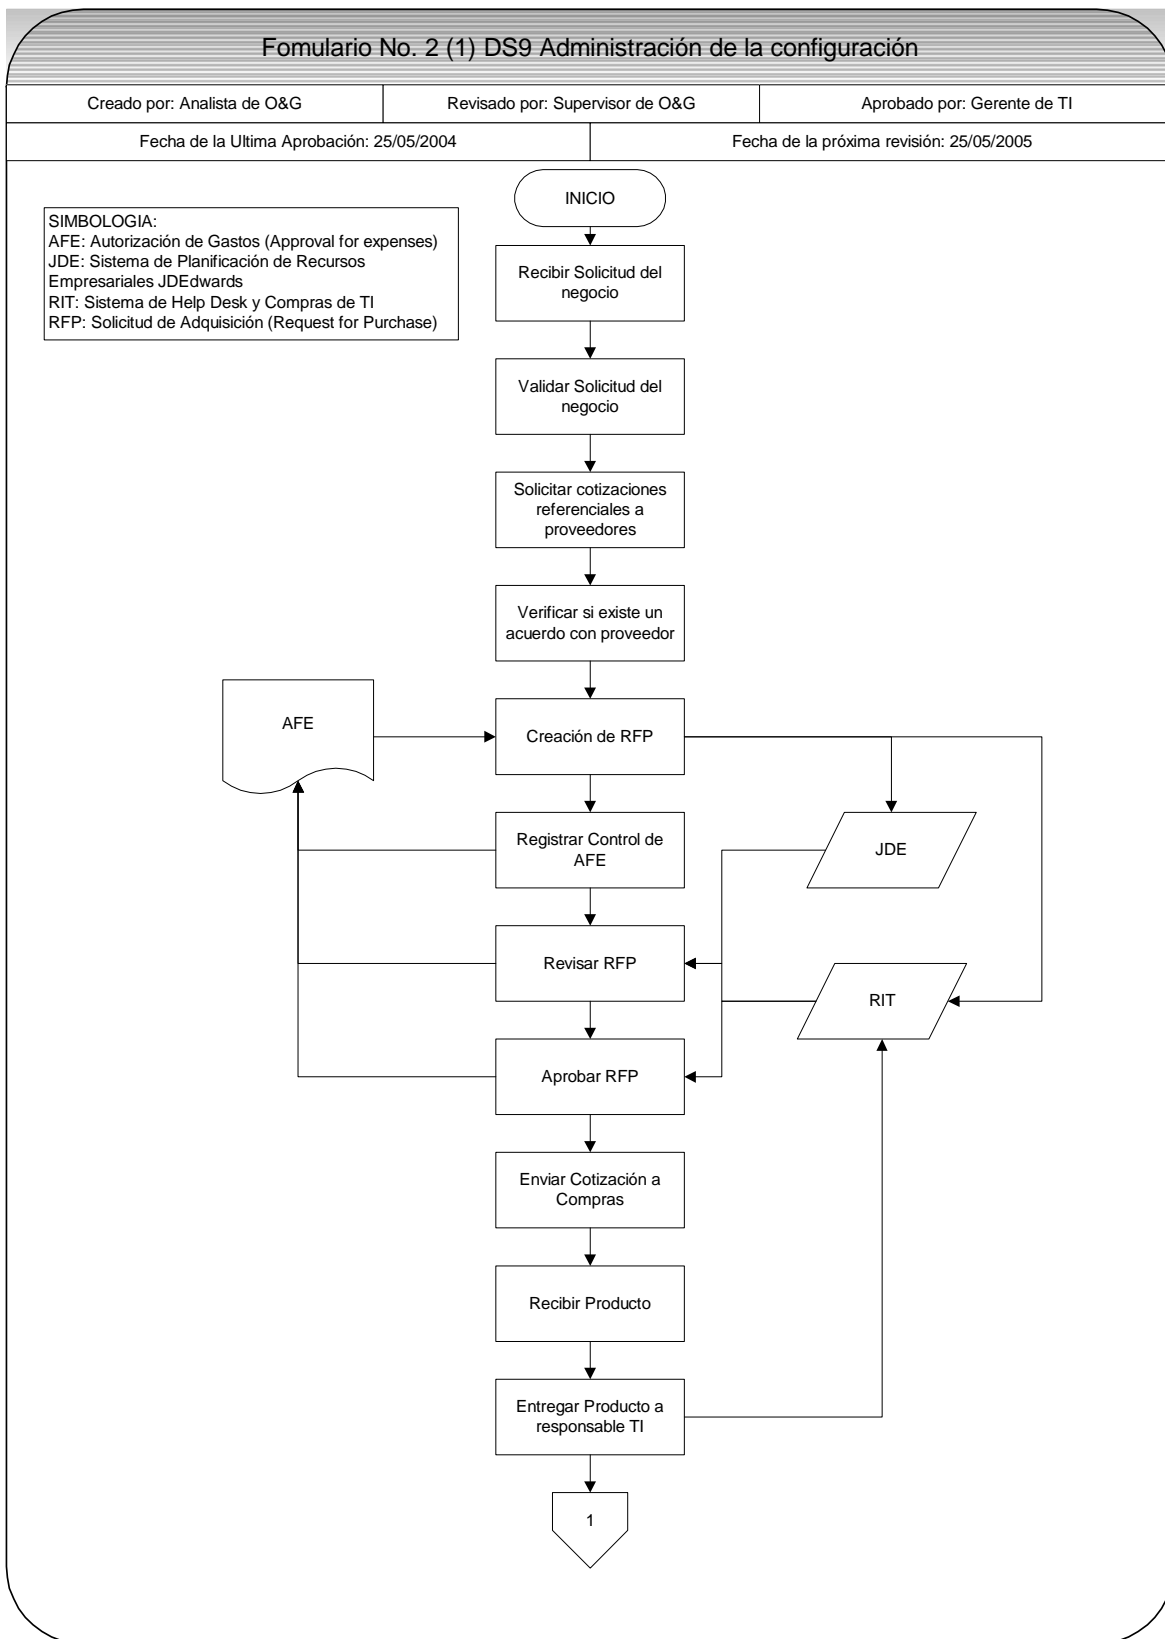 Fomulario No. 2 (1) DS9 Administración de la configuración
Creado por: Analista de O&G
Revisado por: Supervisor de O&G
Aprobado por: Gerente de TI
Fecha de la Ultima Aprobación: 25/05/2004
Fecha de la próxima revisión: 25/05/2005
INICIO
SIMBOLOGIA:
AFE: Autorización de Gastos (Approval for expenses)
JDE: Sistema de Planificación de Recursos
Empresariales JDEdwards
RIT: Sistema de Help Desk y Compras de TI
RFP: Solicitud de Adquisición (Request for Purchase)
Recibir Solicitud del
negocio
Validar Solicitud del
negocio
Solicitar cotizaciones
referenciales a
proveedores
Verificar si existe un
acuerdo con proveedor
AFE
Creación de RFP
Registrar Control de
AFE
JDE
Revisar RFP
RIT
Aprobar RFP
Enviar Cotización a
Compras
Recibir Producto
Entregar Producto a
responsable TI
1